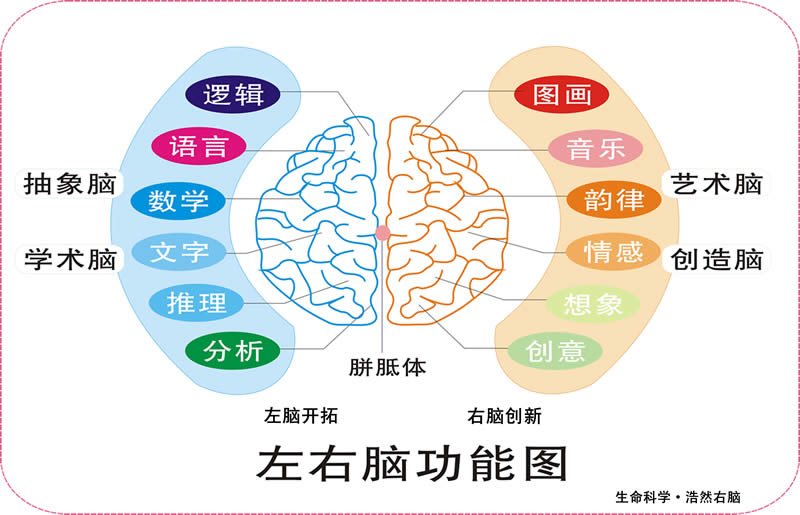 逻辑
语言
数学
文字
推理
分析
抽象脑
学术脑
图画
音乐
韵律
情感
想象
创意
艺术脑
创造脑
胼胝体
左脑开拓
右脑创新
左右脑功能图
生命科学·浩然右脑